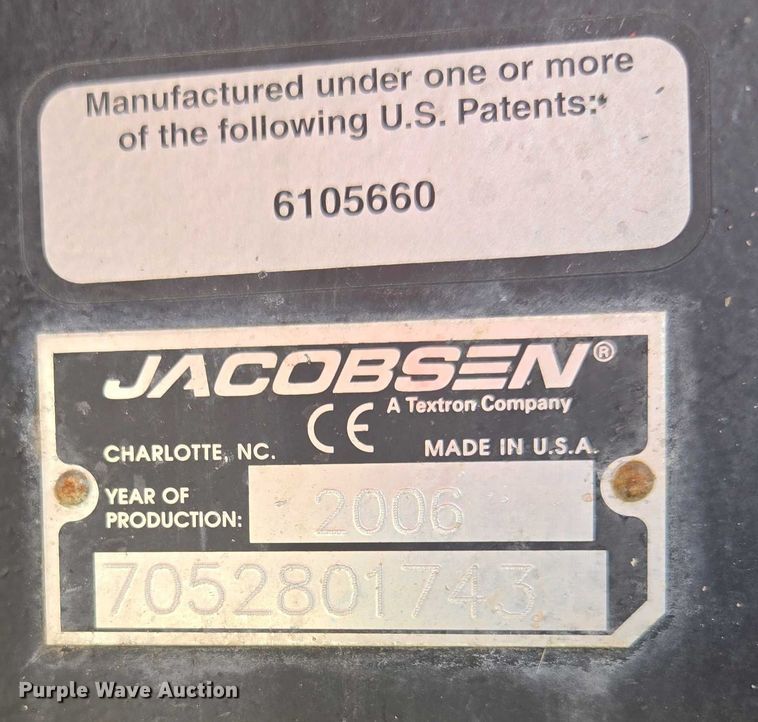 Manufactured under one or more
of the following U.S. Patents:
6105660
JACOBSEN®
A Textron Company
CE
CHARLOTTE, NC. MADE IN U.S.A.
YEAR OF
PRODUCTION: 2006
7052801743
Purple Wave Auction